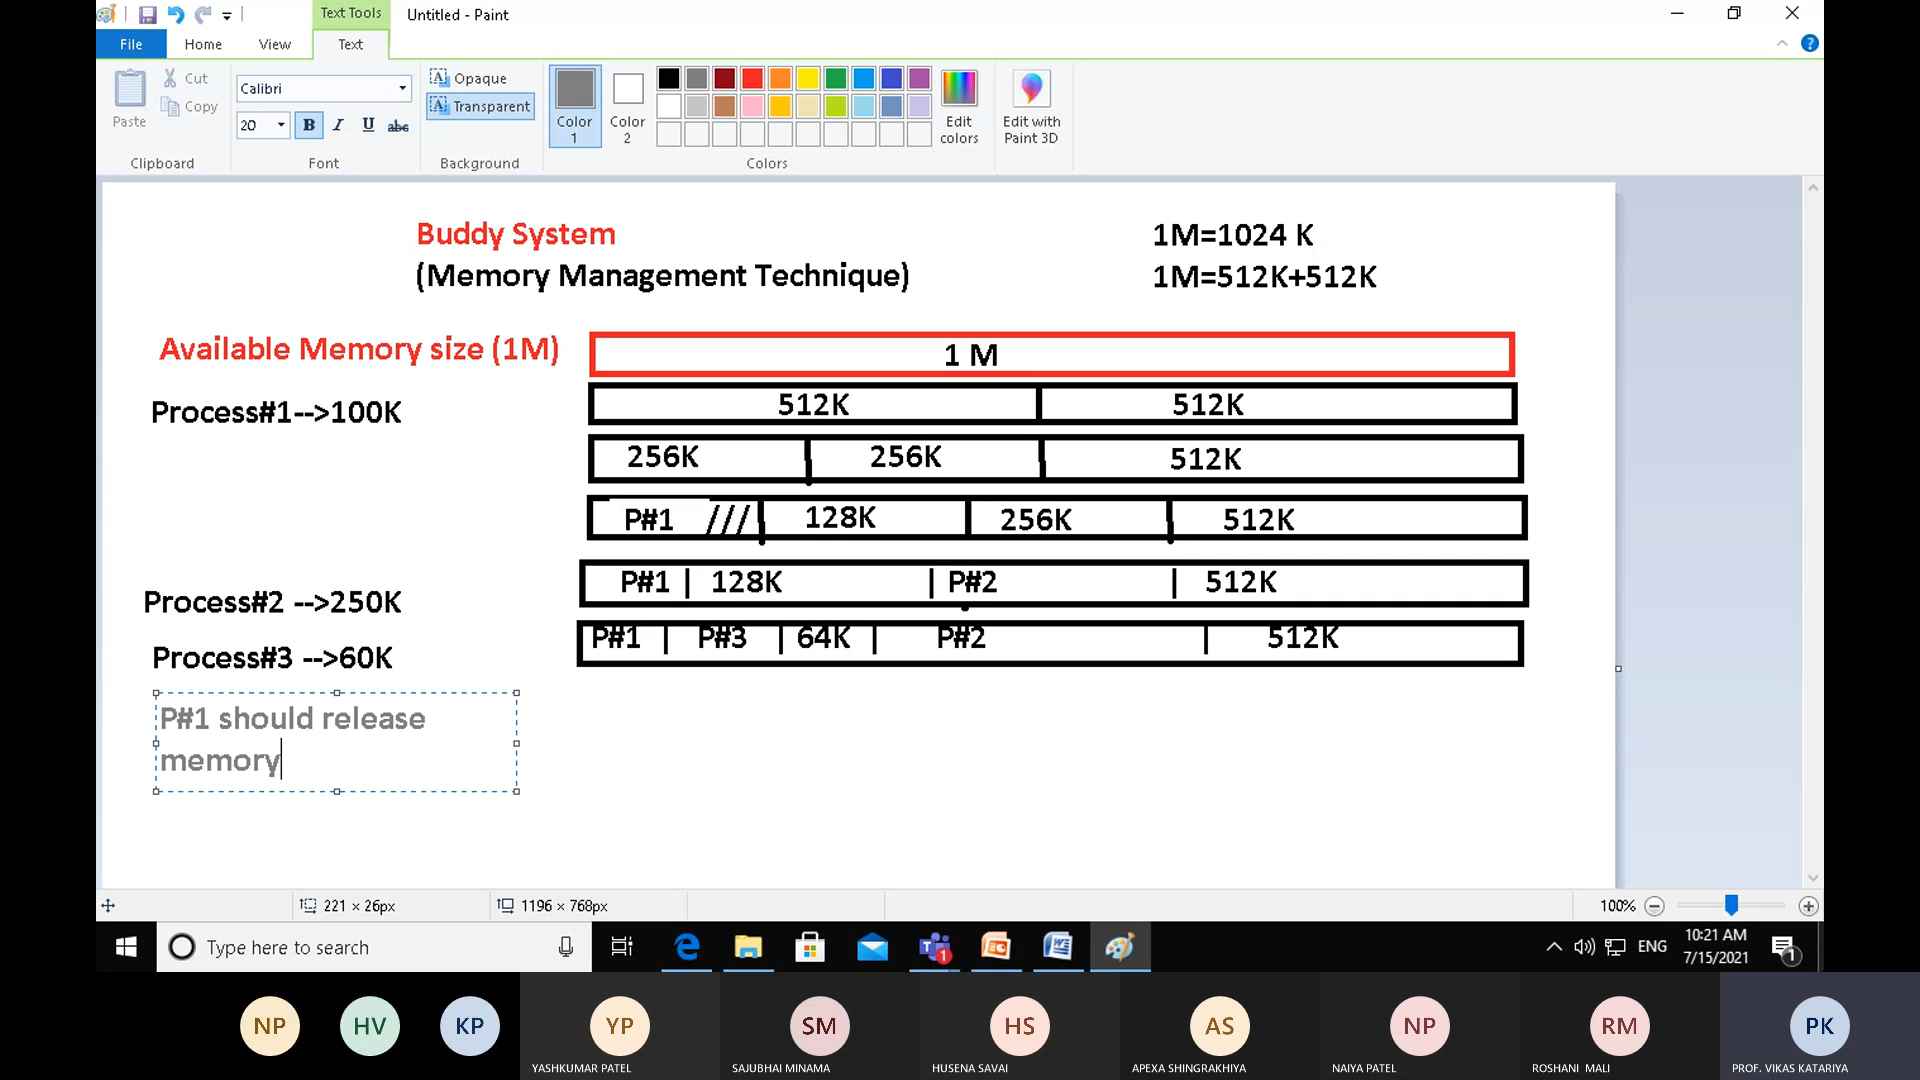 Text Tools
Untitled - Paint
File
Home
View
Text
Paste
Cut
Copy
Clipboard
Calibri
20
B I U abc
Font
Opaque
Transparent
Background
Color 1
Color 2
Edit colors
Edit with Paint 3D
Colors
Buddy System
(Memory Management Technique)
1M=1024 K
1M=512K+512K
Available Memory size (1M)
1 M
Process#1-->100K
512K 512K
256K 256K 512K
P#1 /// 128K 256K 512K
Process#2 -->250K
P#1 | 128K | P#2 | 512K
Process#3 -->60K
P#1 | P#3 | 64K | P#2 | 512K
P#1 should release
memory
221 × 26px
1196 × 768px
100%
Type here to search
1
ENG
10:21 AM
7/15/2021
1
NP
HV
KP
YP
SM
HS
AS
NP
RM
PK
YASHKUMAR PATEL
SAJUBHAI MINAMA
HUSENA SAVAI
APEXA SHINGRAKHIYA
NAIYA PATEL
ROSHANI MALI
PROF. VIKAS KATARIYA